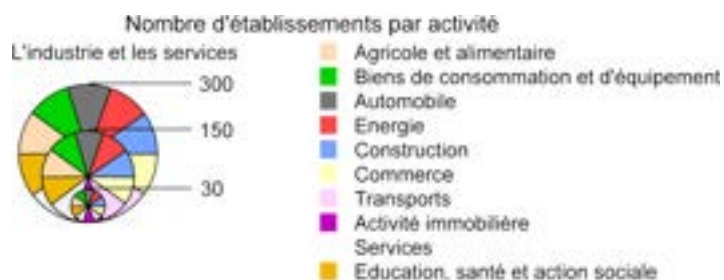 Nombre d'établissements par activité
L'industrie et les services
300
150
30
Agricole et alimentaire
Biens de consommation et d'équipement
Automobile
Energie
Construction
Commerce
Transports
Activité immobilière
Services
Education, santé et action sociale